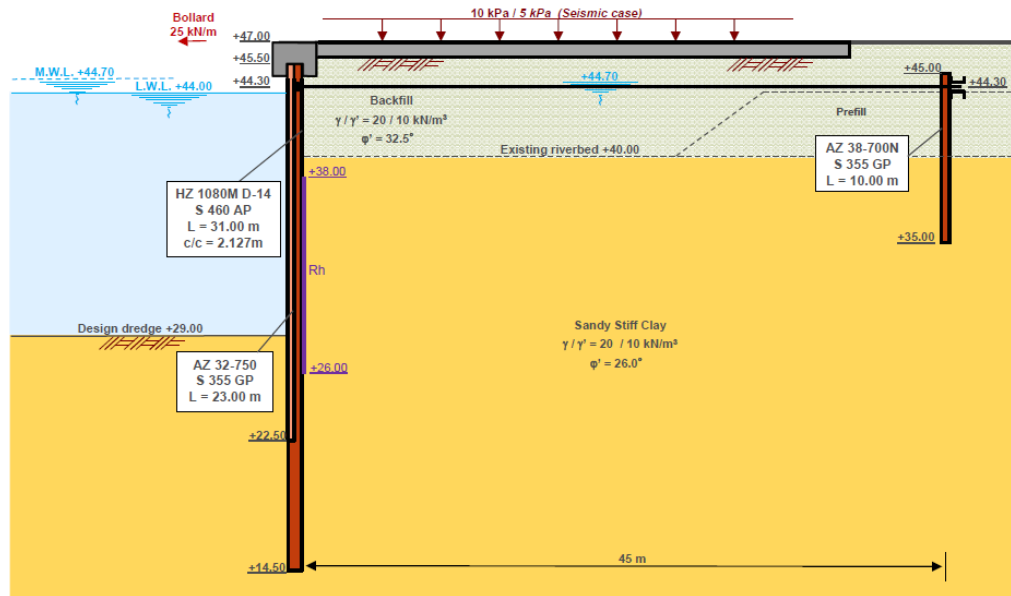 Bollard
25 kN/m
10 kPa / 5 kPa (Seismic case)
+47.00
+45.50
+44.30
M.W.L. +44.70
L.W.L. +44.00
+44.70
+45.00
+44.30
Backfill
γ / γ' = 20 / 10 kN/m³
φ' = 32.5°
Prefill
Existing riverbed +40.00
AZ 38-700N
S 355 GP
L = 10.00 m
HZ 1080M D-14
S 460 AP
L = 31.00 m
c/c = 2.127m
+38.00
+35.00
Rh
Design dredge +29.00
Sandy Stiff Clay
γ / γ' = 20 / 10 kN/m³
φ' = 26.0°
AZ 32-750
S 355 GP
L = 23.00 m
+26.00
+22.50
45 m
+14.50